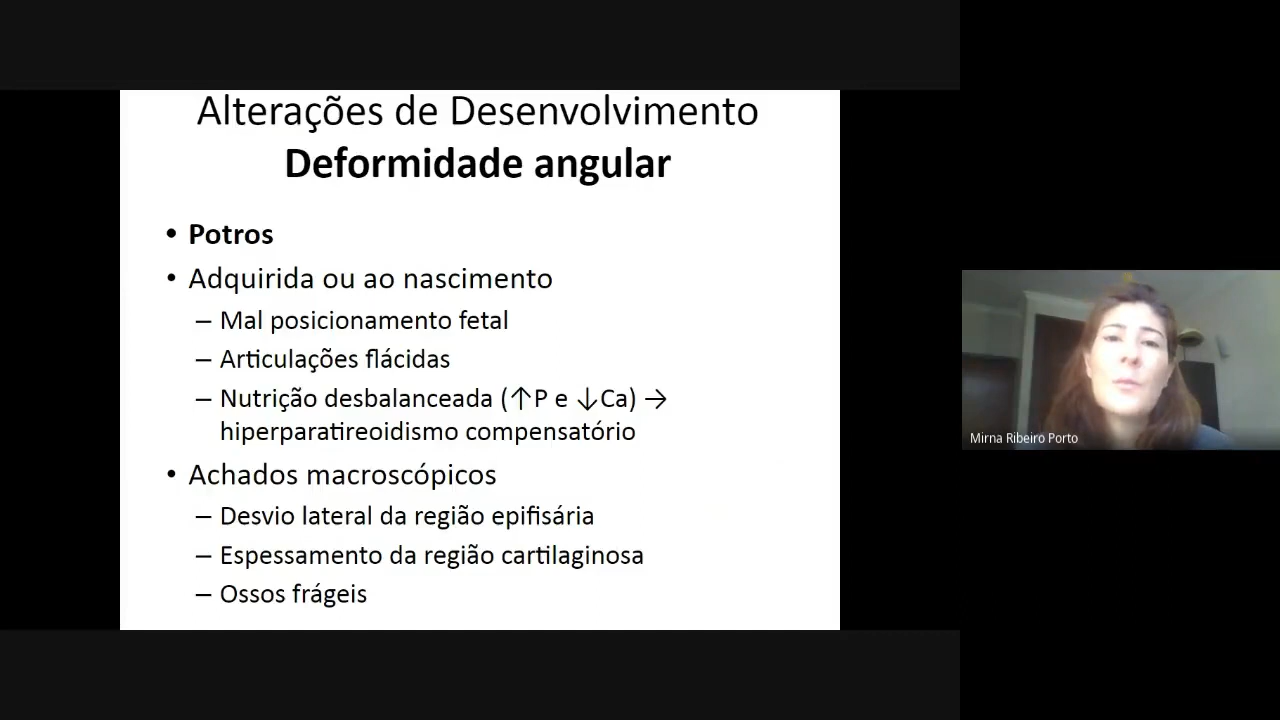 Alterações de Desenvolvimento
Deformidade angular
• Potros
• Adquirida ou ao nascimento
– Mal posicionamento fetal
– Articulações flácidas
– Nutrição desbalanceada (↑P e ↓Ca) →
hiperparatireoidismo compensatório
• Achados macroscópicos
– Desvio lateral da região epifisária
– Espessamento da região cartilaginosa
– Ossos frágeis
Mirna Ribeiro Porto